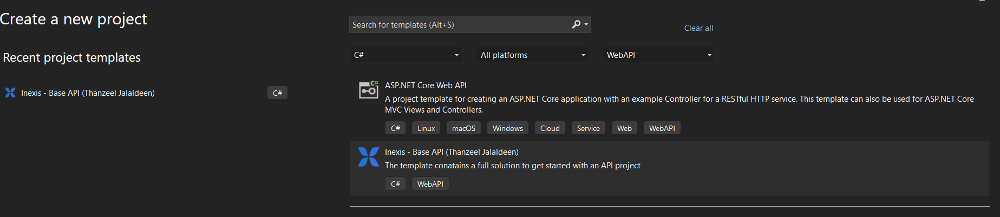 Create a new project
Search for templates (Alt+S)
Clear all
Recent project templates
C#
All platforms
WebAPI
Inexis - Base API (Thanzeel Jalaldeen)
C#
C#
ASP.NET Core Web API
A project template for creating an ASP.NET Core application with an example Controller for a RESTful HTTP service. This template can also be used for ASP.NET Core
MVC Views and Controllers.
C#
Linux
macOS
Windows
Cloud
Service
Web
WebAPI
Inexis - Base API (Thanzeel Jalaldeen)
The template conatains a full solution to get started with an API project
C#
WebAPI